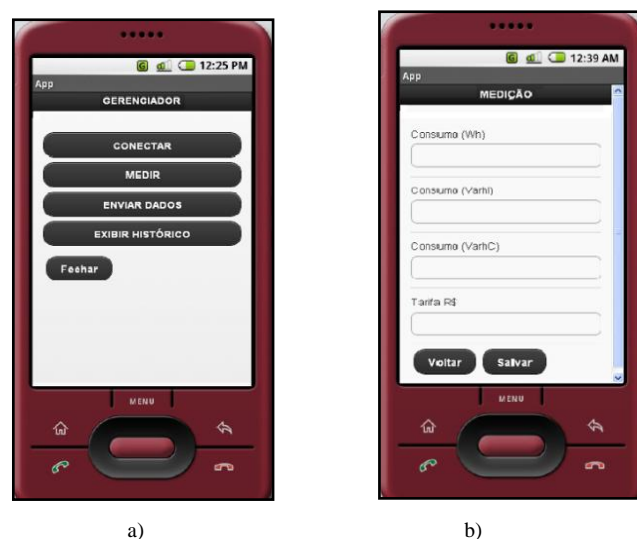 12:25 PM
App
GERENCIADOR
CONECTAR
MEDIR
ENVIAR DADOS
EXIBIR HISTÓRICO
Fechar
MENU
a)
12:39 AM
App
MEDIÇÃO
Consumo (Wh)
Consumo (VarhI)
Consumo (VarhC)
Tarifa R$
Voltar Salvar
MENU
b)